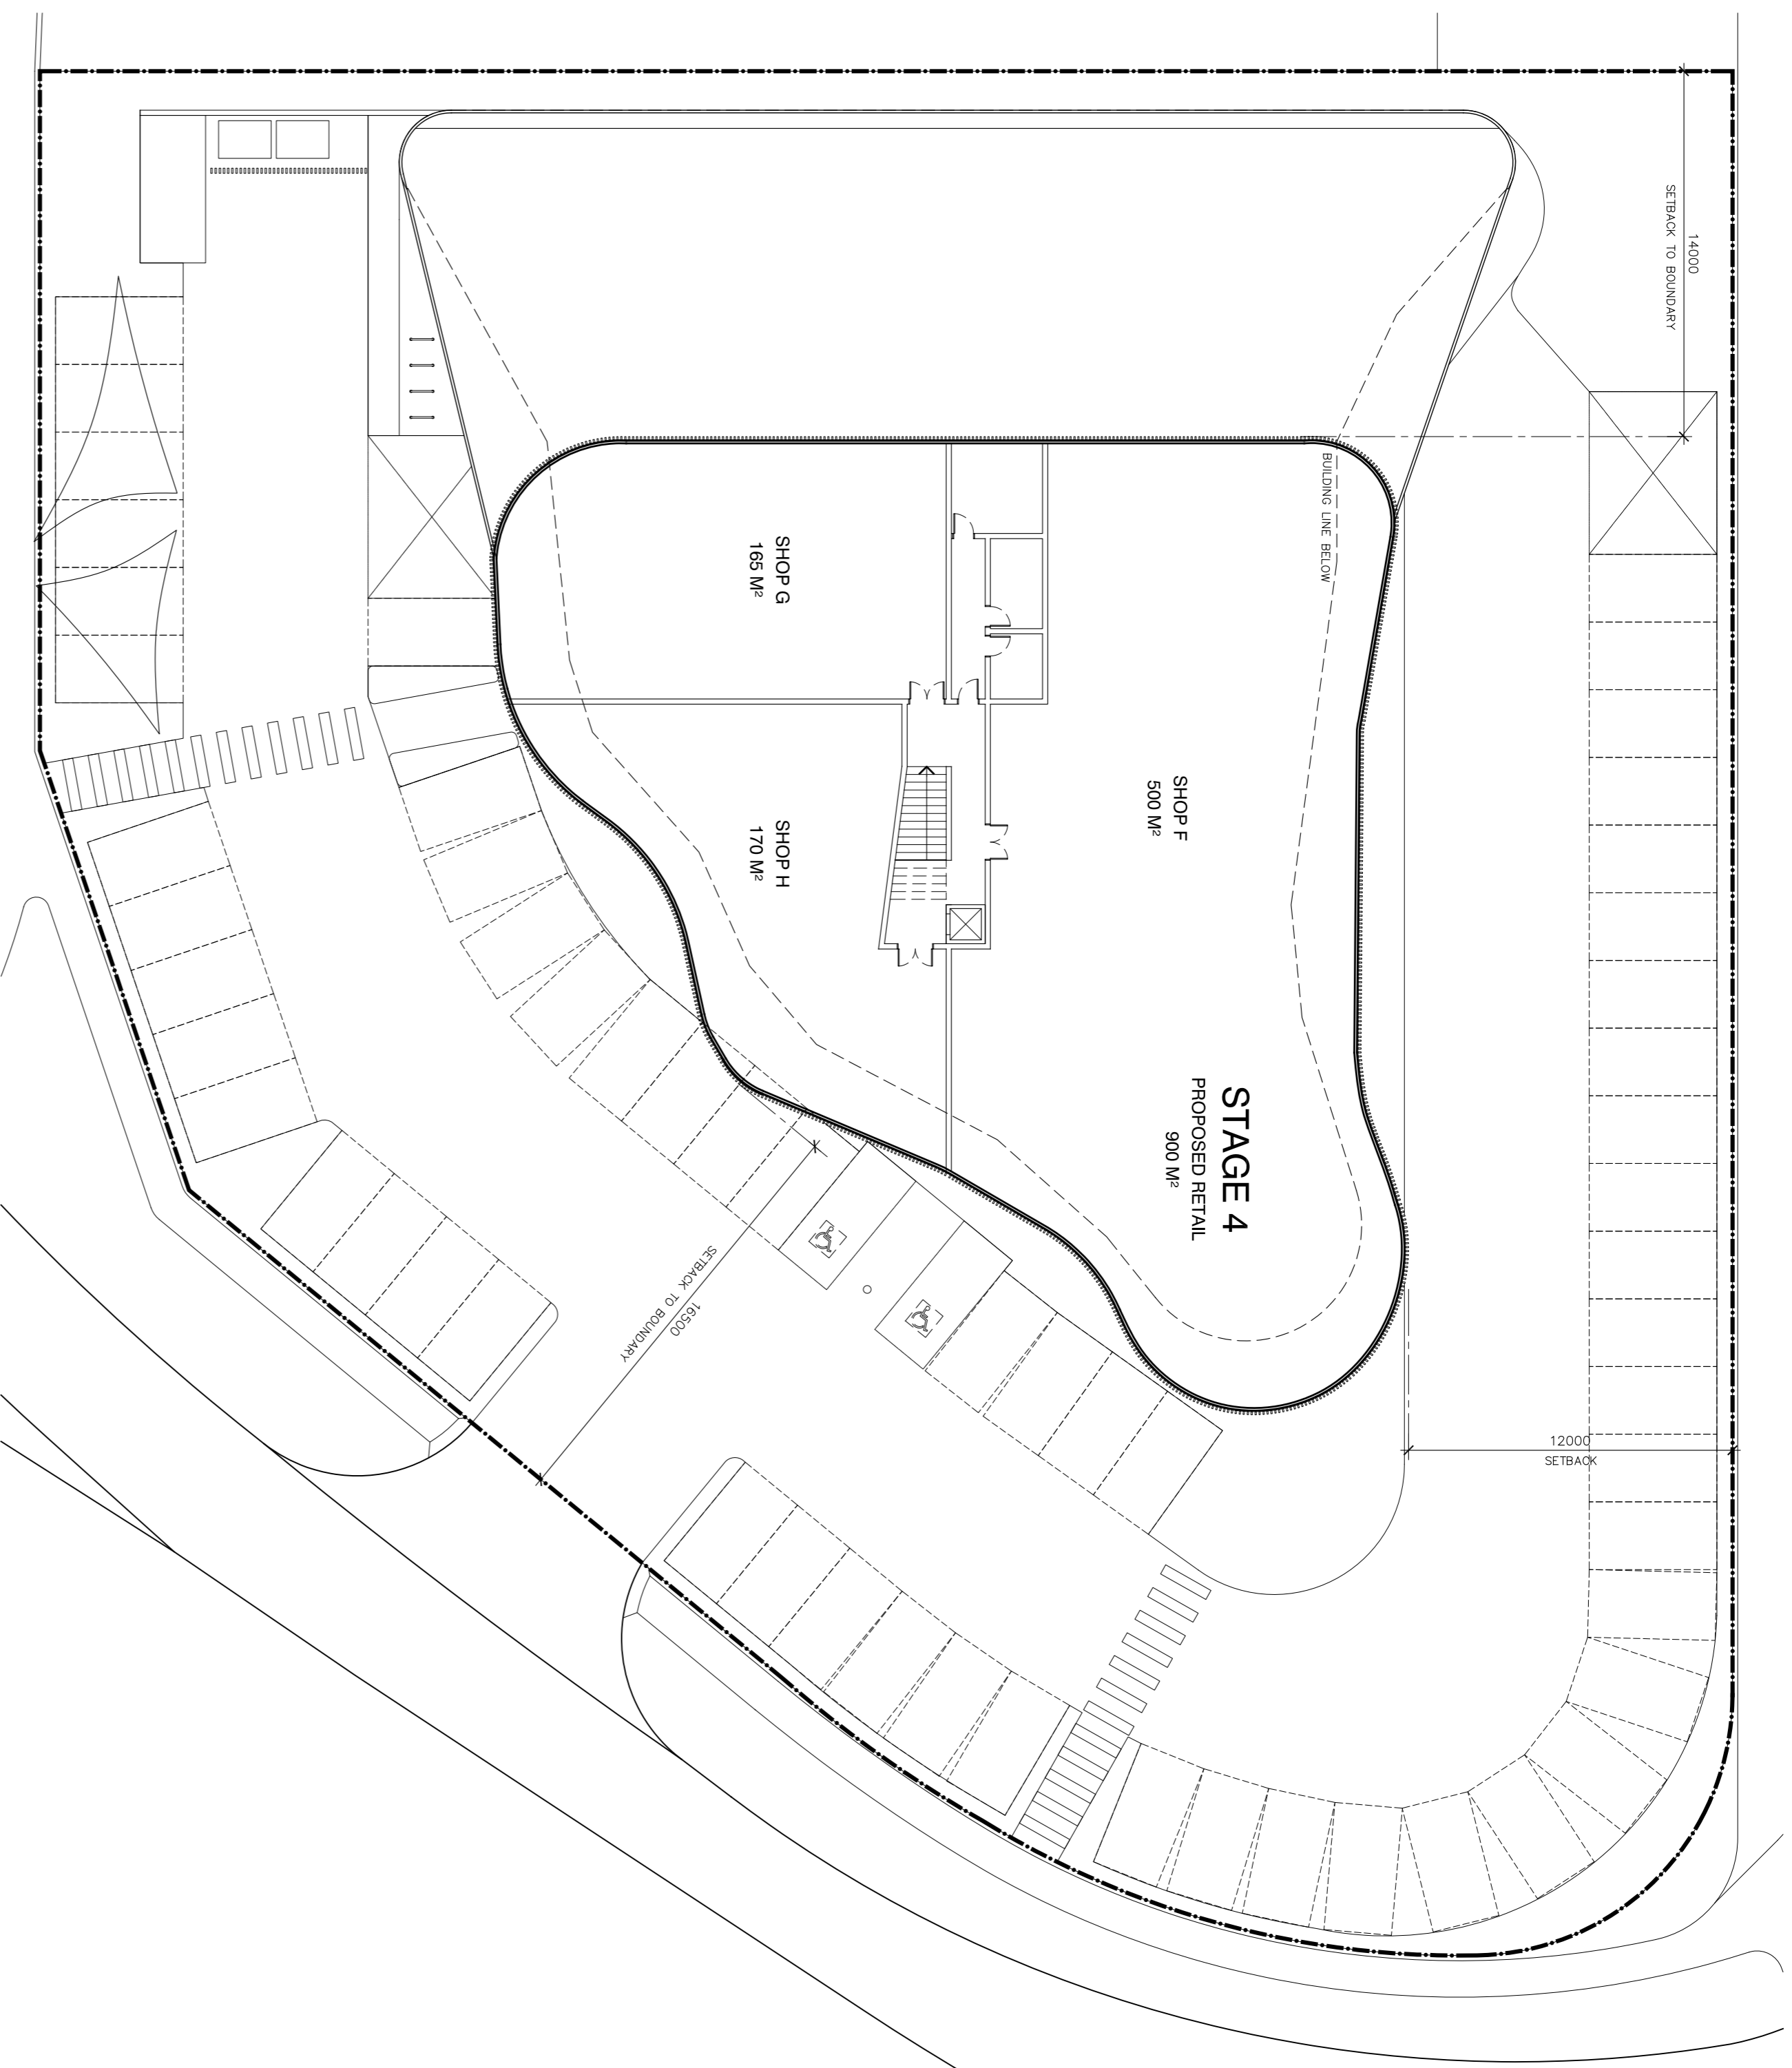 14000
SETBACK TO BOUNDARY
BUILDING LINE BELOW
SHOP G
165 M²
SHOP F
500 M²
SHOP H
170 M²
STAGE 4
PROPOSED RETAIL
900 M²
SETBACK TO BOUNDARY
16500
12000
SETBACK